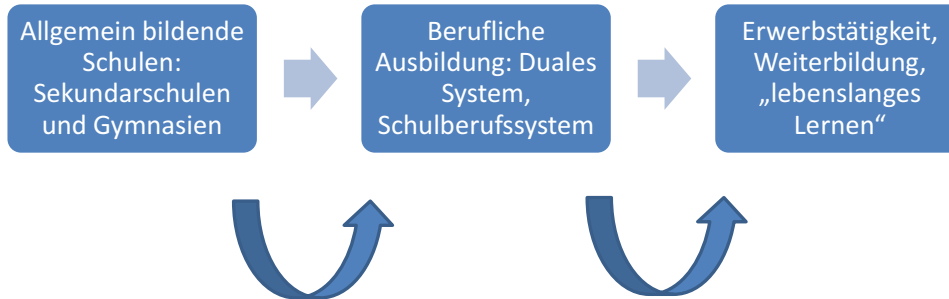 Allgemein bildende
Schulen:
Sekundarschulen
und Gymnasien
Berufliche
Ausbildung: Duales
System,
Schulberufssystem
Erwerbstätigkeit,
Weiterbildung,
„lebenslanges
Lernen“